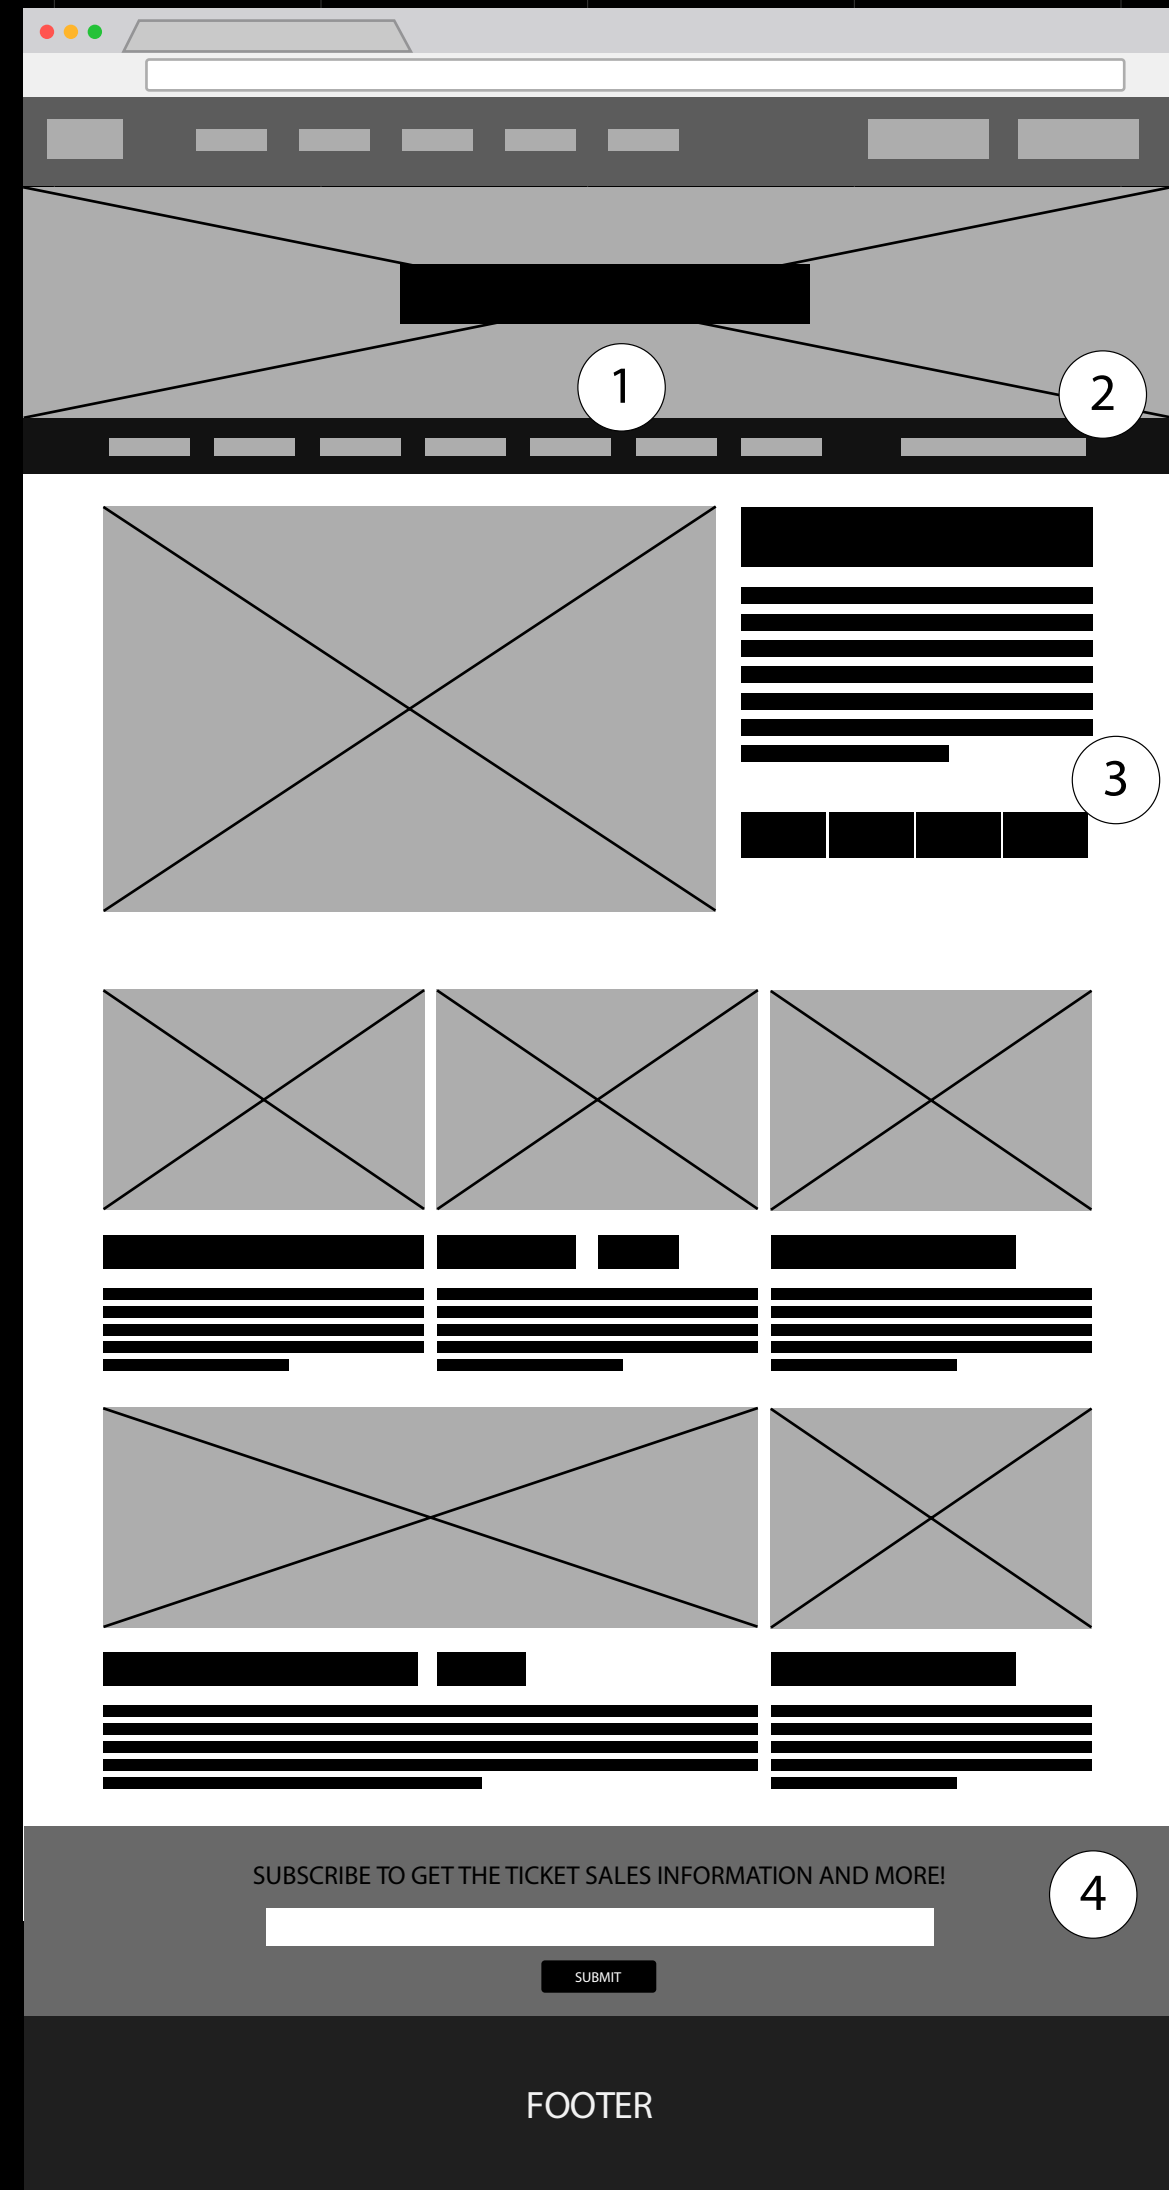 1
2
3
SUBSCRIBE TO GET THE TICKET SALES INFORMATION AND MORE!
4
SUBMIT
FOOTER